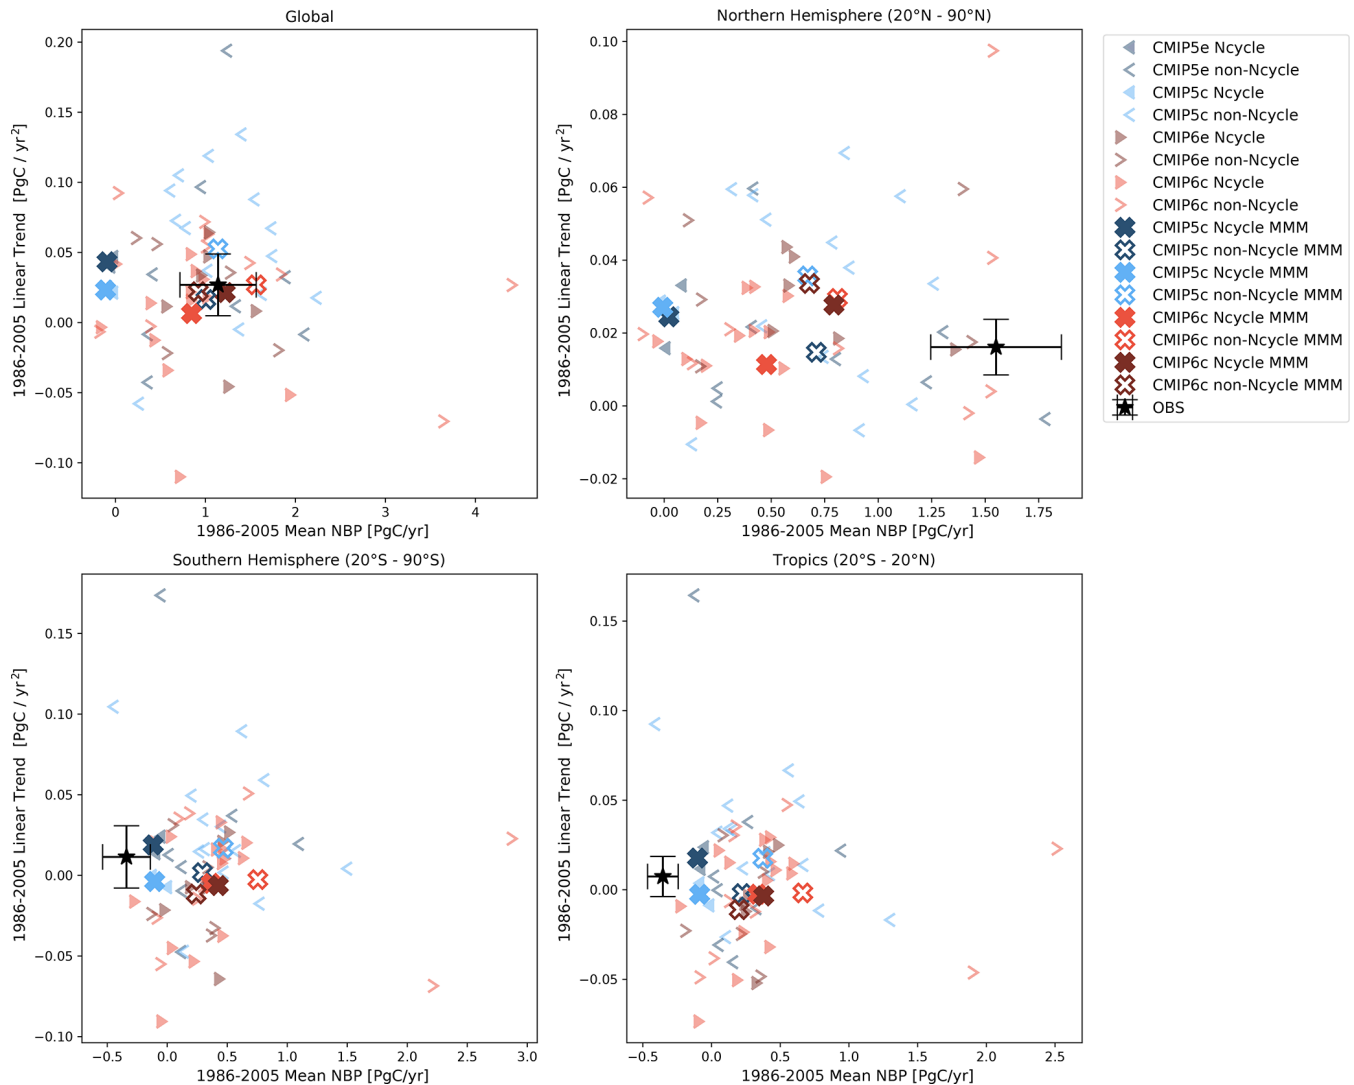 Global
0.20
0.15
0.10
0.05
0.00
−0.05
−0.10
1986-2005 Linear Trend [PgC / yr²]
0
1
2
3
4
1986-2005 Mean NBP [PgC/yr]
Northern Hemisphere (20°N - 90°N)
0.10
0.08
0.06
0.04
0.02
0.00
−0.02
1986-2005 Linear Trend [PgC / yr²]
0.00
0.25
0.50
0.75
1.00
1.25
1.50
1.75
1986-2005 Mean NBP [PgC/yr]
CMIP5e Ncycle
CMIP5e non-Ncycle
CMIP5c Ncycle
CMIP5c non-Ncycle
CMIP6e Ncycle
CMIP6e non-Ncycle
CMIP6c Ncycle
CMIP6c non-Ncycle
CMIP5c Ncycle MMM
CMIP5c non-Ncycle MMM
CMIP5c Ncycle MMM
CMIP5c non-Ncycle MMM
CMIP6c Ncycle MMM
CMIP6c non-Ncycle MMM
CMIP6c Ncycle MMM
CMIP6c non-Ncycle MMM
OBS
Southern Hemisphere (20°S - 90°S)
0.15
0.10
0.05
0.00
−0.05
−0.10
1986-2005 Linear Trend [PgC / yr²]
−0.5
0.0
0.5
1.0
1.5
2.0
2.5
3.0
1986-2005 Mean NBP [PgC/yr]
Tropics (20°S - 20°N)
0.15
0.10
0.05
0.00
−0.05
1986-2005 Linear Trend [PgC / yr²]
−0.5
0.0
0.5
1.0
1.5
2.0
2.5
1986-2005 Mean NBP [PgC/yr]